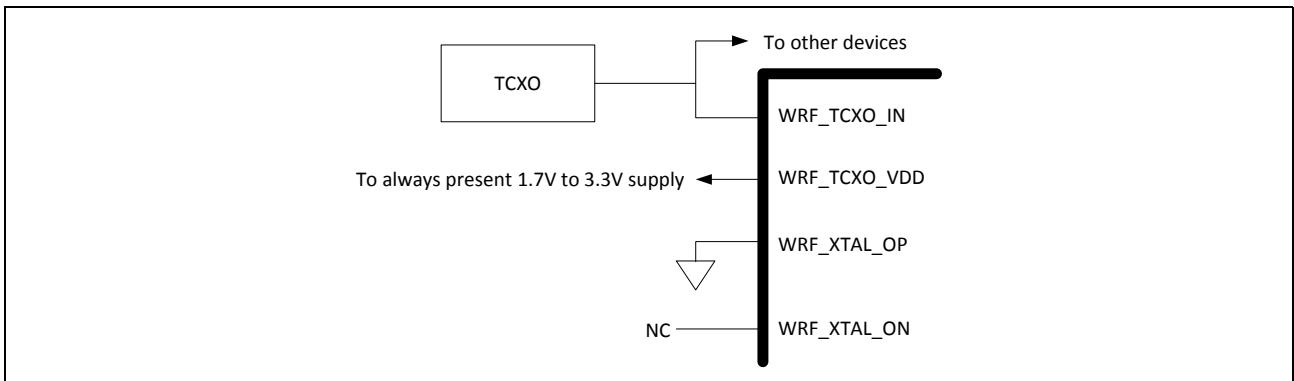 To other devices
TCXO
WRF_TCXO_IN
To always present 1.7V to 3.3V supply
WRF_TCXO_VDD
WRF_XTAL_OP
NC
WRF_XTAL_ON